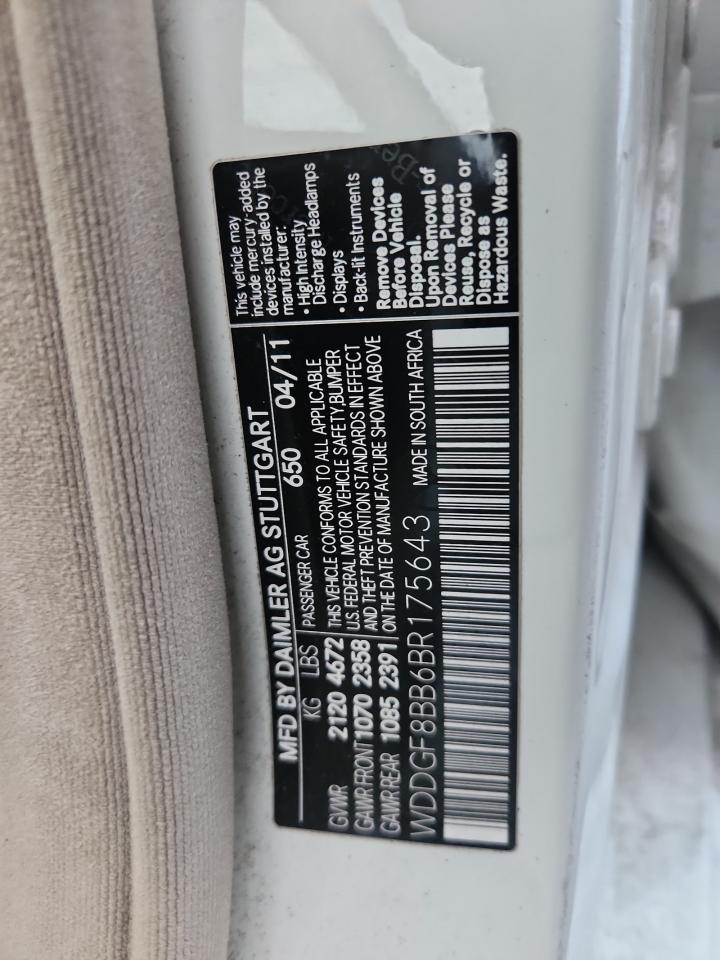 MFD BY DAIMLER AG STUTTGART
650 04/11
KG LBS PASSENGER CAR
GVWR 2120 4672
GAWR FRONT 1070 2358
GAWR REAR 1085 2391
THIS VEHICLE CONFORMS TO ALL APPLICABLE
U.S. FEDERAL MOTOR VEHICLE SAFETY, BUMPER
AND THEFT PREVENTION STANDARDS IN EFFECT
ON THE DATE OF MANUFACTURE SHOWN ABOVE
WDDGF8BB6BR175643 MADE IN SOUTH AFRICA
This vehicle may
include mercury-added
devices installed by the
manufacturer:
• High Intensity
Discharge Headlamps
• Displays
• Back-lit Instruments
Remove Devices
Before Vehicle
Disposal.
Upon Removal of
Devices Please
Reuse, Recycle or
Dispose as
Hazardous Waste.